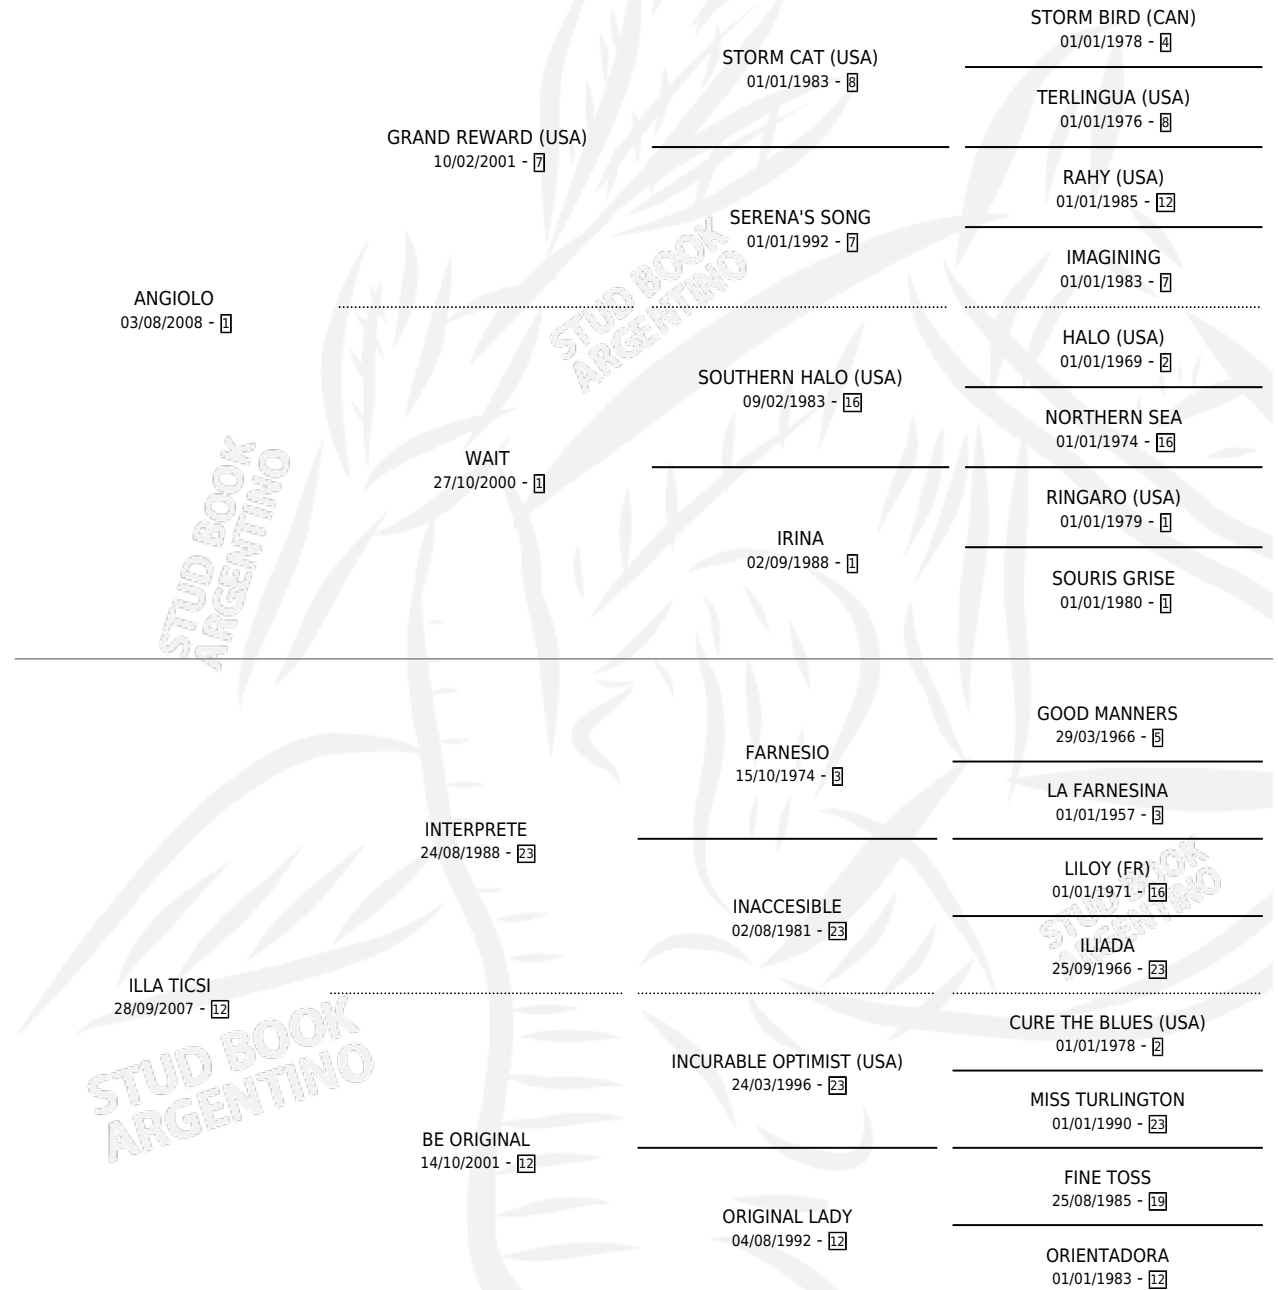 STORM BIRD (CAN)
01/01/1978 - 4
STORM CAT (USA)
01/01/1983 - 8
TERLINGUA (USA)
01/01/1976 - 8
GRAND REWARD (USA)
10/02/2001 - 7
RAHY (USA)
01/01/1985 - 12
SERENA'S SONG
01/01/1992 - 7
IMAGINING
01/01/1983 - 7
ANGIOLO
03/08/2008 - 1
HALO (USA)
01/01/1969 - 2
SOUTHERN HALO (USA)
09/02/1983 - 16
NORTHERN SEA
01/01/1974 - 16
WAIT
27/10/2000 - 1
RINGARO (USA)
01/01/1979 - 1
IRINA
02/09/1988 - 1
SOURIS GRISE
01/01/1980 - 1
GOOD MANNERS
29/03/1966 - 5
FARNESIO
15/10/1974 - 3
LA FARNESINA
01/01/1957 - 3
INTERPRETE
24/08/1988 - 23
LILOY (FR)
01/01/1971 - 16
INACCESIBLE
02/08/1981 - 23
ILIADA
25/09/1966 - 23
ILLA TICSI
28/09/2007 - 12
CURE THE BLUES (USA)
01/01/1978 - 2
INCURABLE OPTIMIST (USA)
24/03/1996 - 23
MISS TURLINGTON
01/01/1990 - 23
BE ORIGINAL
14/10/2001 - 12
FINE TOSS
25/08/1985 - 19
ORIGINAL LADY
04/08/1992 - 12
ORIENTADORA
01/01/1983 - 12
STUD BOOK
ARGENTINO
STUD BOOK
ARGENTINO
STUD BOOK
ARGENTINO
STUD BOOK
ARGENTINO